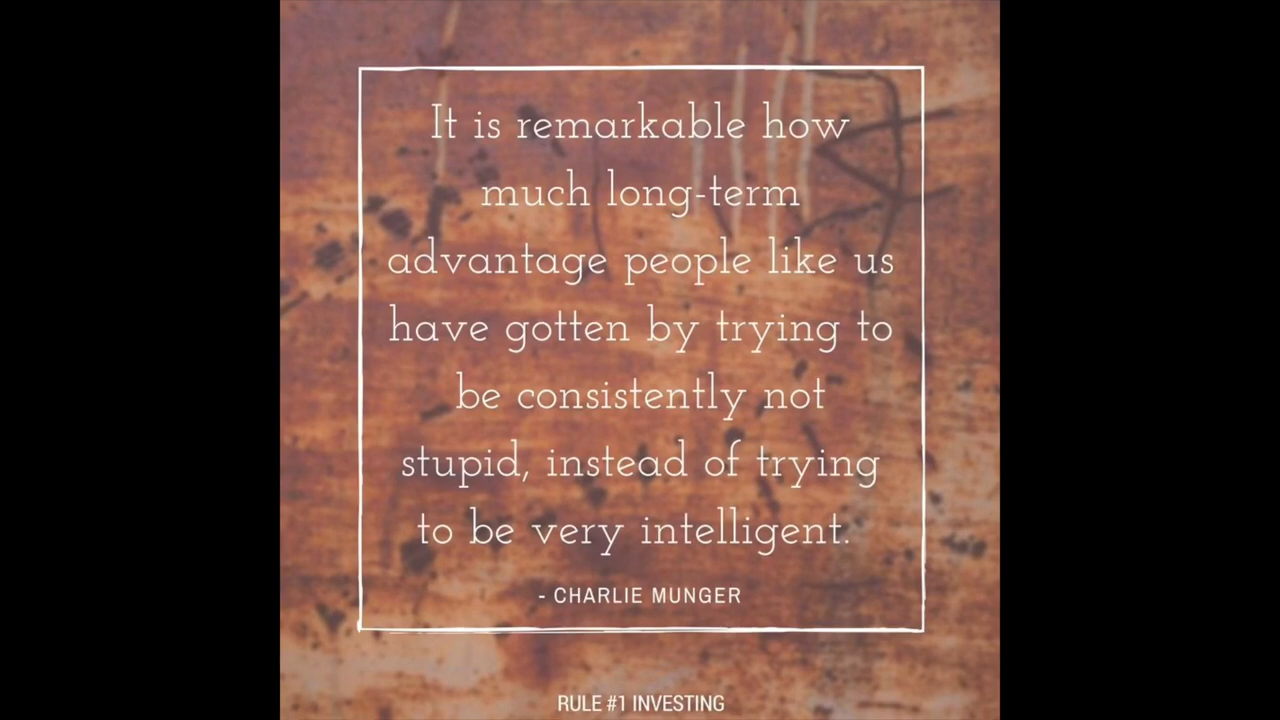 It is remarkable how
much long-term
advantage people like us
have gotten by trying to
be consistently not
stupid, instead of trying
to be very intelligent.
- CHARLIE MUNGER
RULE #1 INVESTING